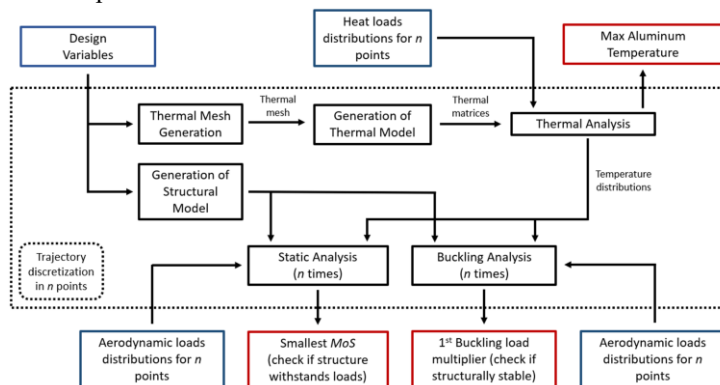 Design
Variables
Heat loads
distributions for n
points
Max Aluminum
Temperature
Thermal Mesh
Generation
Thermal
mesh
Generation of
Thermal Model
Thermal
matrices
Thermal Analysis
Generation of
Structural
Model
Temperature
distributions
Trajectory
discretization
in n points
Static Analysis
(n times)
Buckling Analysis
(n times)
Aerodynamic loads
distributions for n
points
Smallest MoS
(check if structure
withstands loads)
1st Buckling load
multiplier (check if
structurally stable)
Aerodynamic loads
distributions for n
points